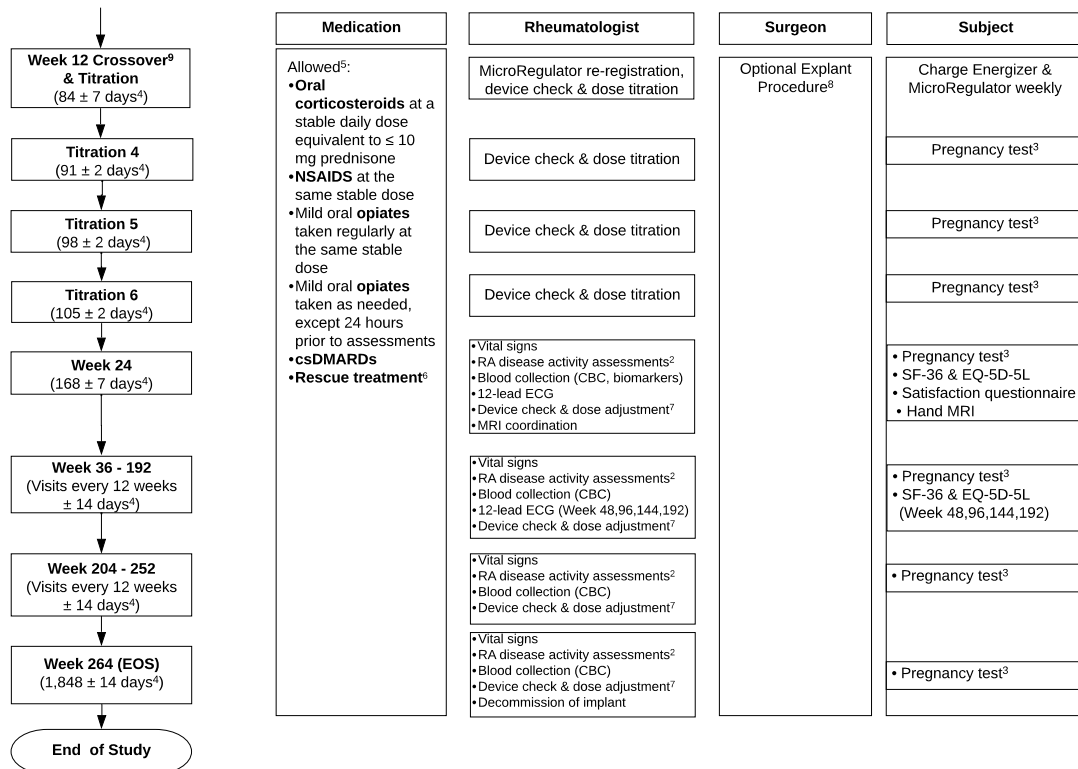 Week 12 Crossover⁹
& Titration
(84 ± 7 days⁴)
Titration 4
(91 ± 2 days⁴)
Titration 5
(98 ± 2 days⁴)
Titration 6
(105 ± 2 days⁴)
Week 24
(168 ± 7 days⁴)
Week 36 - 192
(Visits every 12 weeks
± 14 days⁴)
Week 204 - 252
(Visits every 12 weeks
± 14 days⁴)
Week 264 (EOS)
(1,848 ± 14 days⁴)
End of Study
Medication
Allowed⁵:
•Oral
corticosteroids at a
stable daily dose
equivalent to ≤ 10
mg prednisone
•NSAIDS at the
same stable dose
•Mild oral opiates
taken regularly at
the same stable
dose
•Mild oral opiates
taken as needed,
except 24 hours
prior to assessments
•csDMARDs
•Rescue treatment⁶
Rheumatologist
MicroRegulator re-registration,
device check & dose titration
Device check & dose titration
Device check & dose titration
Device check & dose titration
•Vital signs
•RA disease activity assessments²
•Blood collection (CBC, biomarkers)
•12-lead ECG
•Device check & dose adjustment⁷
•MRI coordination
•Vital signs
•RA disease activity assessments²
•Blood collection (CBC)
•12-lead ECG (Week 48,96,144,192)
•Device check & dose adjustment⁷
•Vital signs
•RA disease activity assessments²
•Blood collection (CBC)
•Device check & dose adjustment⁷
•Vital signs
•RA disease activity assessments²
•Blood collection (CBC)
•Device check & dose adjustment⁷
•Decommission of implant
Surgeon
Optional Explant
Procedure⁸
Subject
Charge Energizer &
MicroRegulator weekly
Pregnancy test³
Pregnancy test³
Pregnancy test³
• Pregnancy test³
• SF-36 & EQ-5D-5L
• Satisfaction questionnaire
• Hand MRI
• Pregnancy test³
• SF-36 & EQ-5D-5L
(Week 48,96,144,192)
• Pregnancy test³
• Pregnancy test³